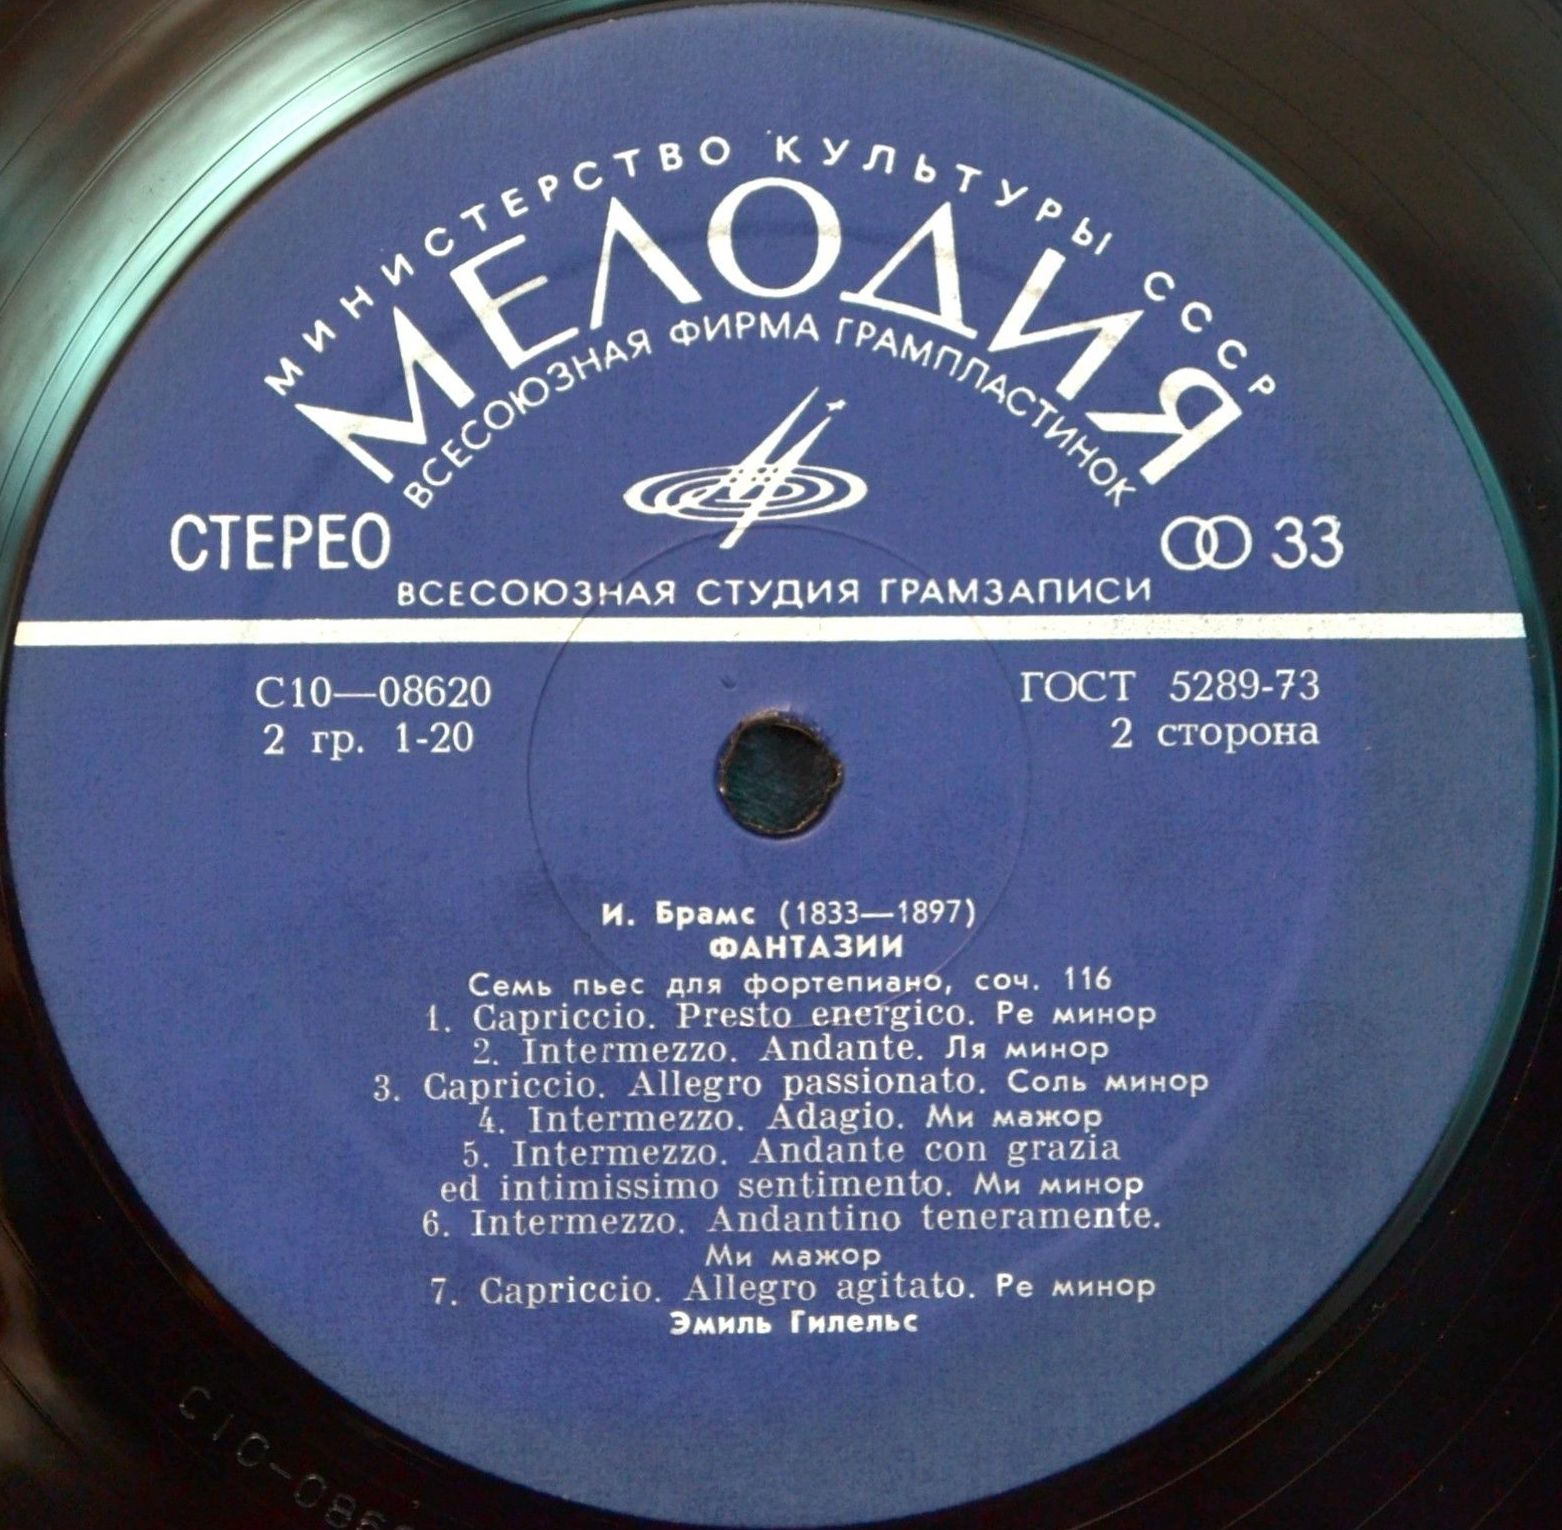 МИНИСТЕРСТВО КУЛЬТУРЫ СССР
МЕЛОДИЯ
ВСЕСОЮЗНАЯ ФИРМА ГРАМПЛАСТИНОК
СТЕРЕО
33
ВСЕСОЮЗНАЯ СТУДИЯ ГРАМЗАПИСИ
С10—08620
ГОСТ 5289-73
2 гр. 1-20
2 сторона
И. Брамс (1833—1897)
ФАНТАЗИИ
Семь пьес для фортепиано, соч. 116
1. Capriccio. Presto energico. Ре минор
2. Intermezzo. Andante. Ля минор
3. Capriccio. Allegro passionato. Соль минор
4. Intermezzo. Adagio. Ми мажор
5. Intermezzo. Andante con grazia
ed intimissimo sentimento. Ми минор
6. Intermezzo. Andantino teneramente.
Ми мажор
7. Capriccio. Allegro agitato. Ре минор
Эмиль Гилельс